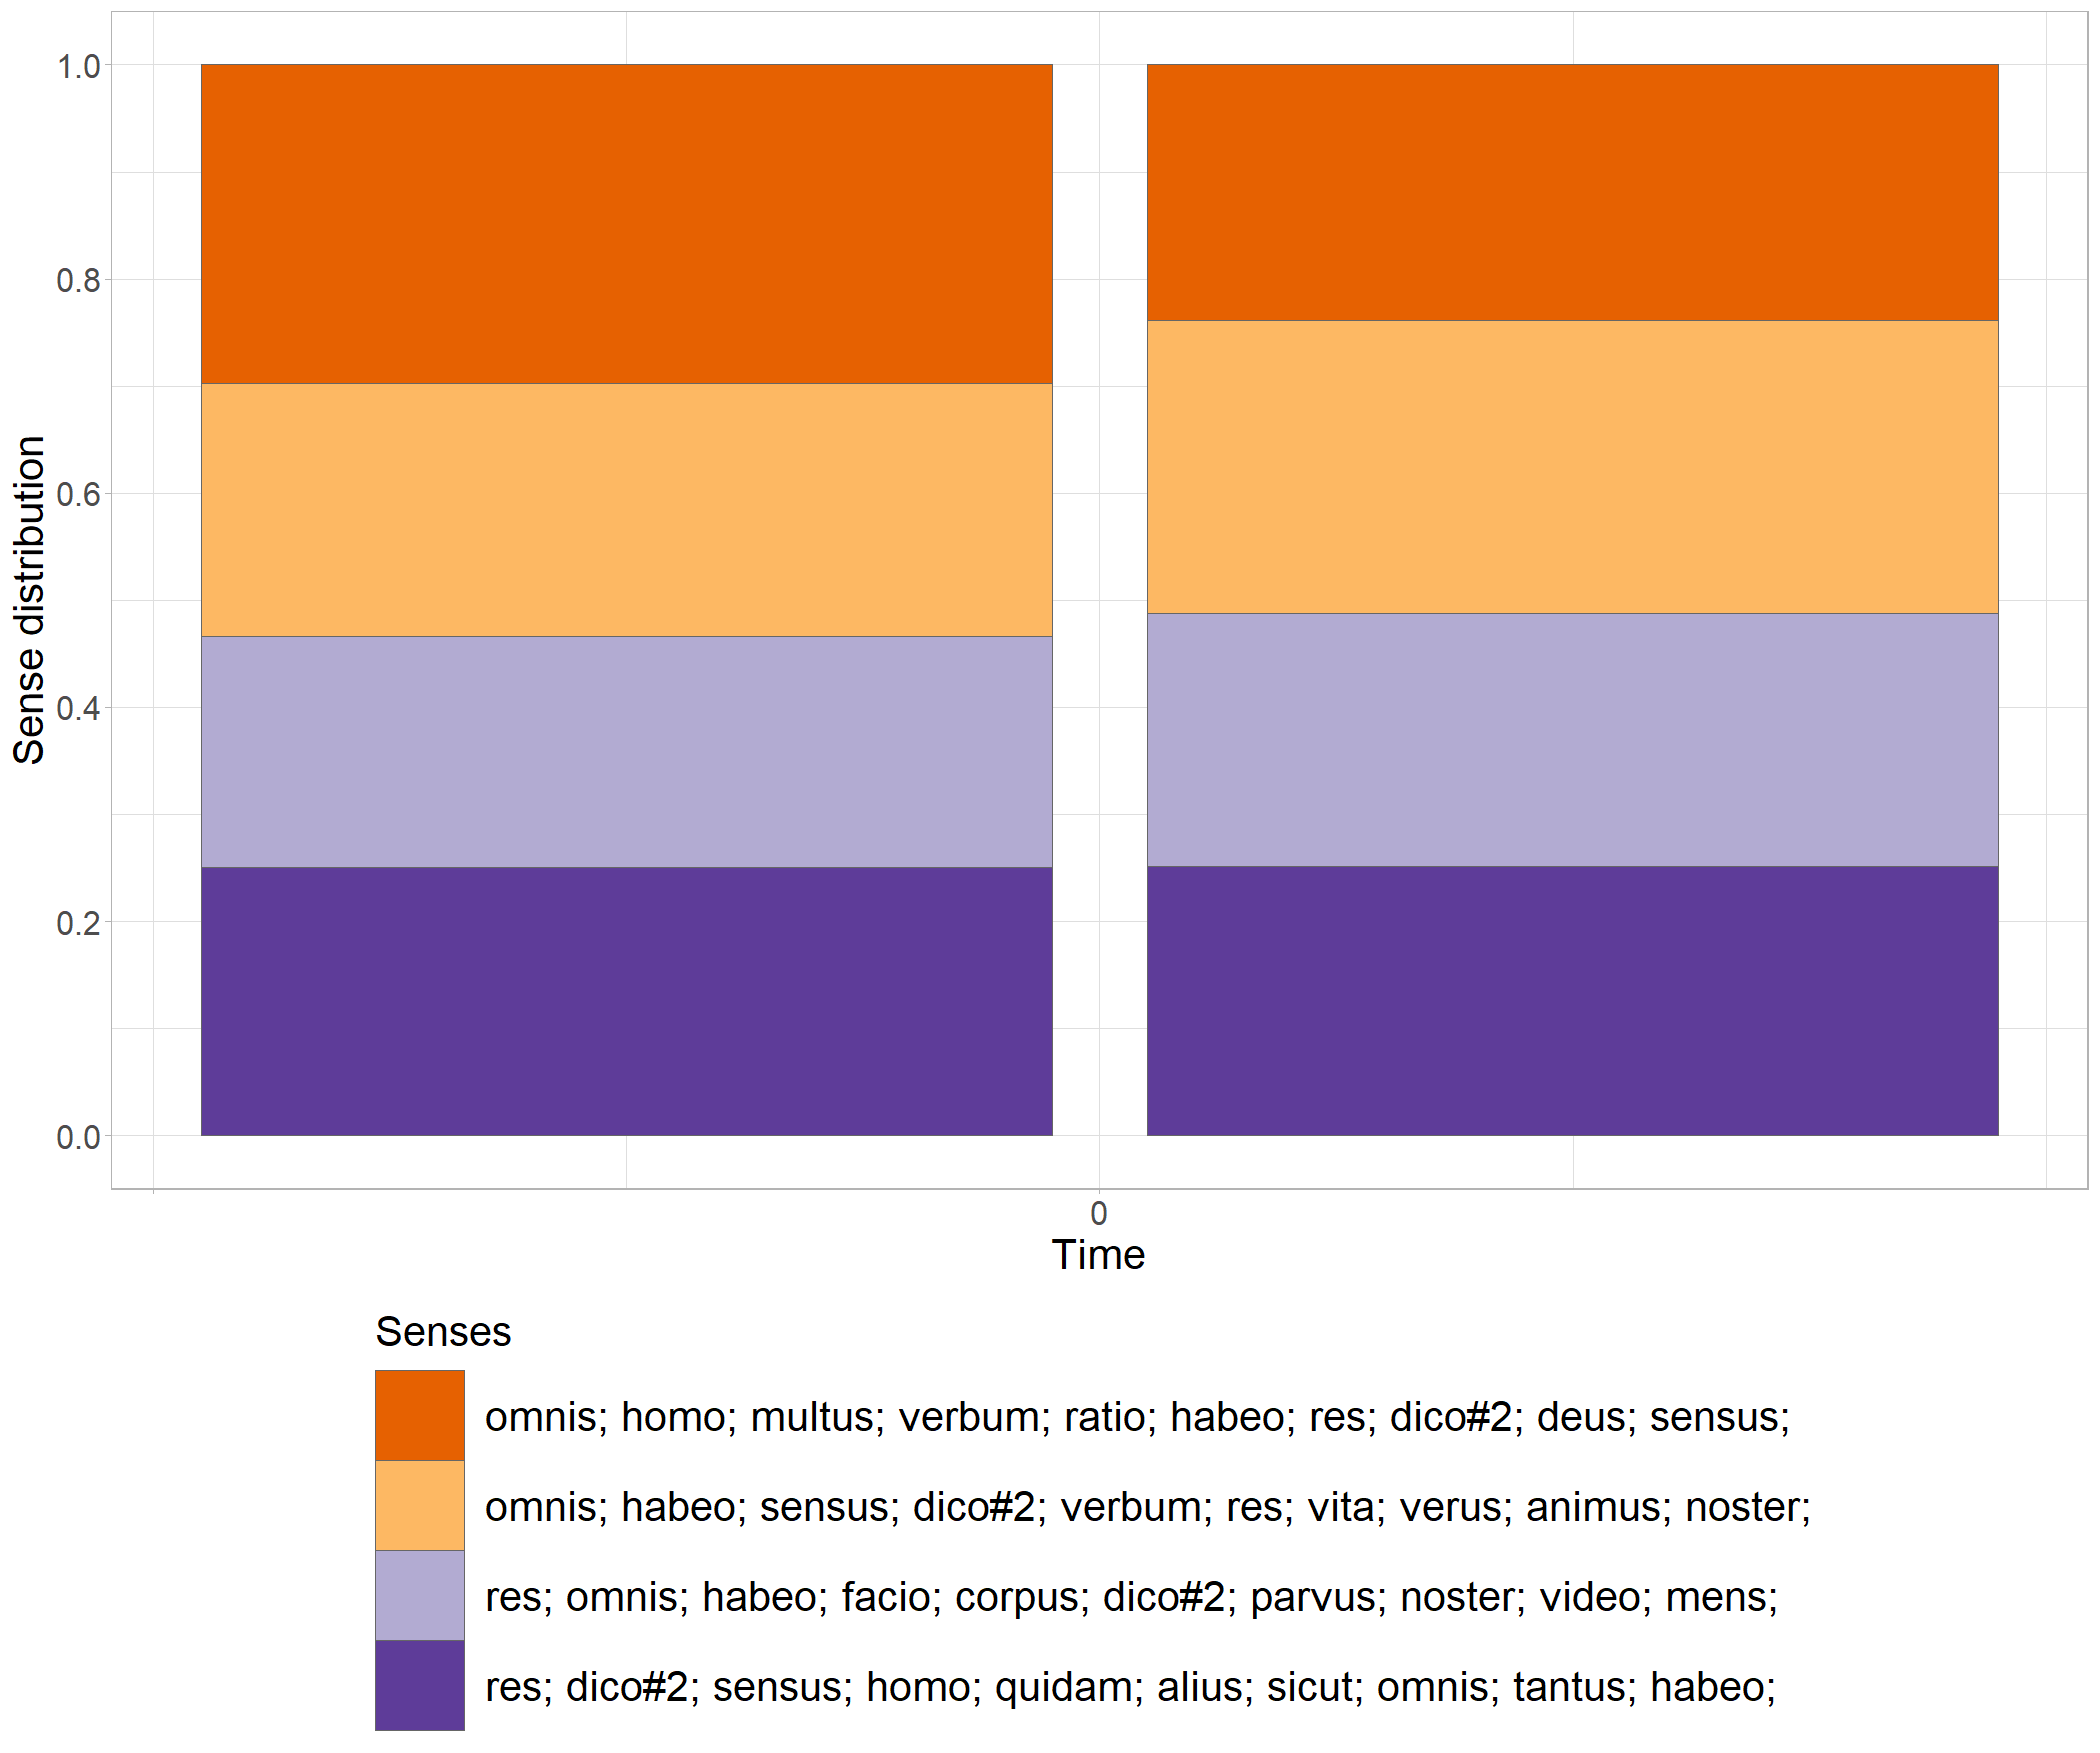 1.0
0.8
0.6
0.4
0.2
0.0
Sense distribution
0
Time
Senses
omnis; homo; multus; verbum; ratio; habeo; res; dico#2; deus; sensus;
omnis; habeo; sensus; dico#2; verbum; res; vita; verus; animus; noster;
res; omnis; habeo; facio; corpus; dico#2; parvus; noster; video; mens;
res; dico#2; sensus; homo; quidam; alius; sicut; omnis; tantus; habeo;